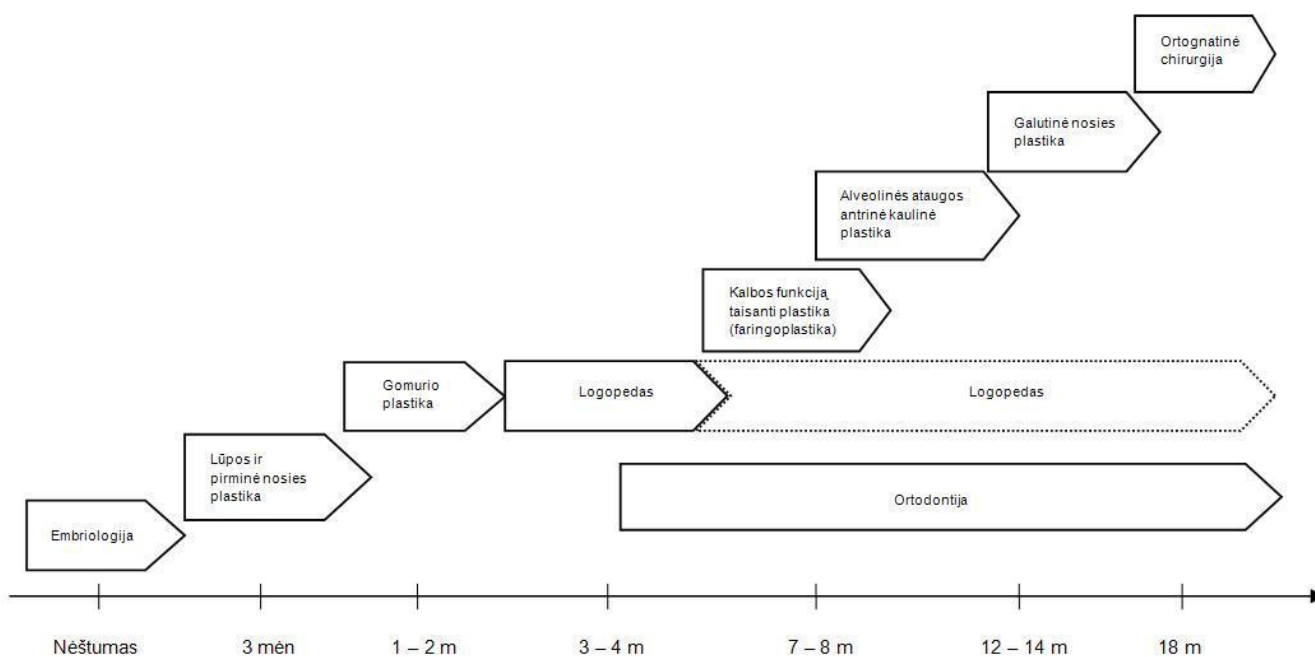 Ortognatinė
chirurgija
Galutinė nosies
plastika
Alveolinės ataugos
antrinė kaulinė
plastika
Kalbos funkciją
taisanti plastika
(faringoplastika)
Gomurio
plastika
Logopedas
Logopedas
Lūpos ir
pirminė nosies
plastika
Ortodontija
Embriologija
Nėštumas
3 mėn
1 – 2 m
3 – 4 m
7 – 8 m
12 – 14 m
18 m